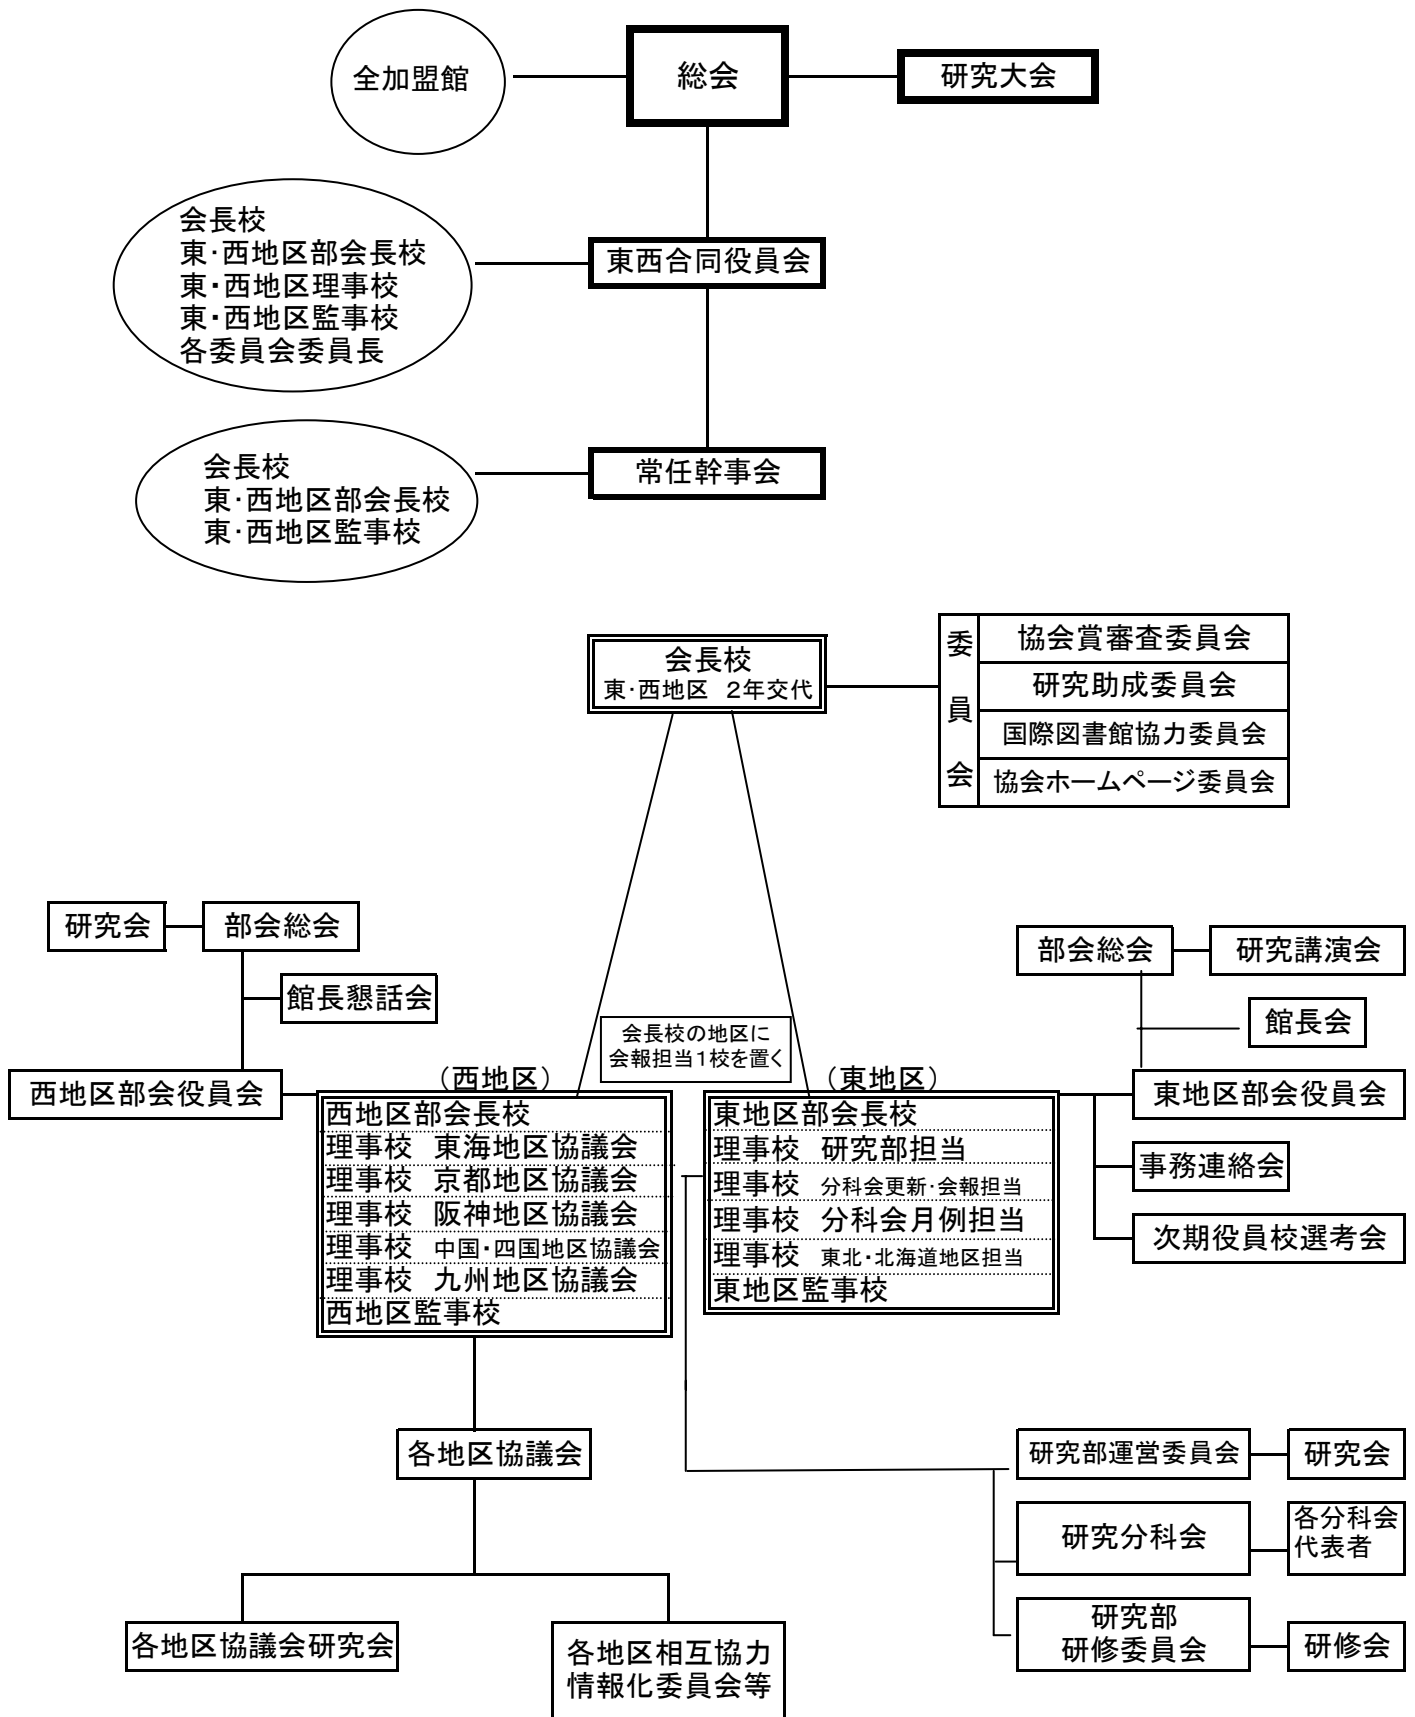 全加盟館
総会
研究大会
会長校
東･西地区部会長校
東・西地区理事校
東・西地区監事校
各委員会委員長
東西合同役員会
会長校
東･西地区部会長校
東･西地区監事校
常任幹事会
会長校
東･西地区 2年交代
委員会
協会賞審査委員会
研究助成委員会
国際図書館協力委員会
協会ホームページ委員会
研究会
部会総会
館長懇話会
西地区部会役員会
部会総会
研究講演会
館長会
東地区部会役員会
事務連絡会
次期役員校選考会
会長校の地区に
会報担当1校を置く
（西地区）
西地区部会長校
理事校 東海地区協議会
理事校 京都地区協議会
理事校 阪神地区協議会
理事校 中国・四国地区協議会
理事校 九州地区協議会
西地区監事校
（東地区）
東地区部会長校
理事校 研究部担当
理事校 分科会更新･会報担当
理事校 分科会月例担当
理事校 東北・北海道地区担当
東地区監事校
各地区協議会
各地区協議会研究会
各地区相互協力
情報化委員会等
研究部運営委員会
研究会
研究分科会
各分科会
代表者
研究部
研修委員会
研修会